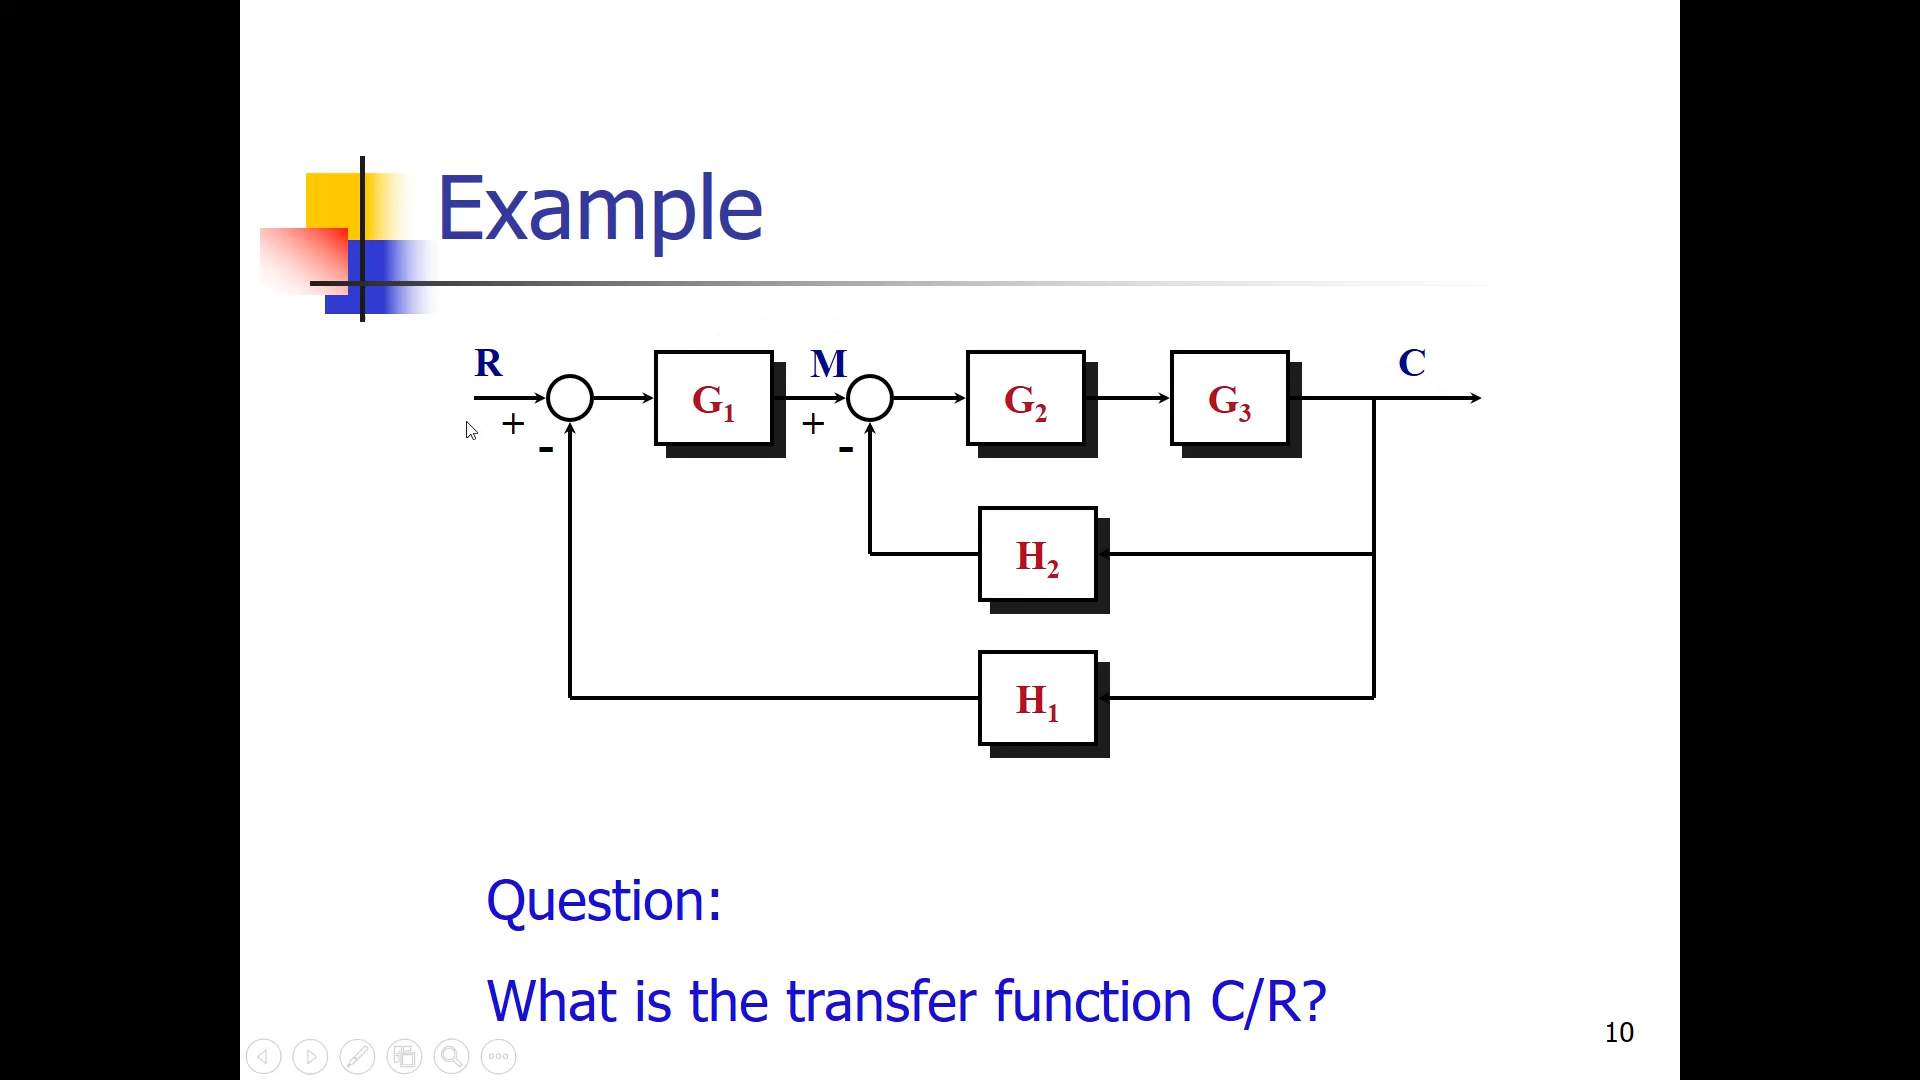 Example
R
M
C
G1
G2
G3
+
-
+
-
H2
H1
Question:
What is the transfer function C/R?
10